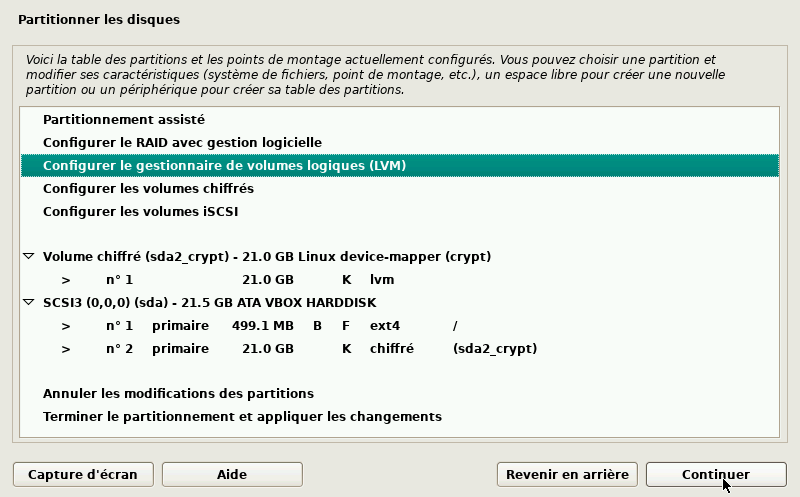 Partitionner les disques
Voici la table des partitions et les points de montage actuellement configurés. Vous pouvez choisir une partition et
modifier ses caractéristiques (système de fichiers, point de montage, etc.), un espace libre pour créer une nouvelle
partition ou un périphérique pour créer sa table des partitions.
Partitionnement assisté
Configurer le RAID avec gestion logicielle
Configurer le gestionnaire de volumes logiques (LVM)
Configurer les volumes chiffrés
Configurer les volumes iSCSI
Volume chiffré (sda2_crypt) - 21.0 GB Linux device-mapper (crypt)
> n° 1 21.0 GB K lvm
SCSI3 (0,0,0) (sda) - 21.5 GB ATA VBOX HARDDISK
> n° 1 primaire 499.1 MB B F ext4 /
> n° 2 primaire 21.0 GB K chiffré (sda2_crypt)
Annuler les modifications des partitions
Terminer le partitionnement et appliquer les changements
Capture d'écran Aide Revenir en arrière Continuer